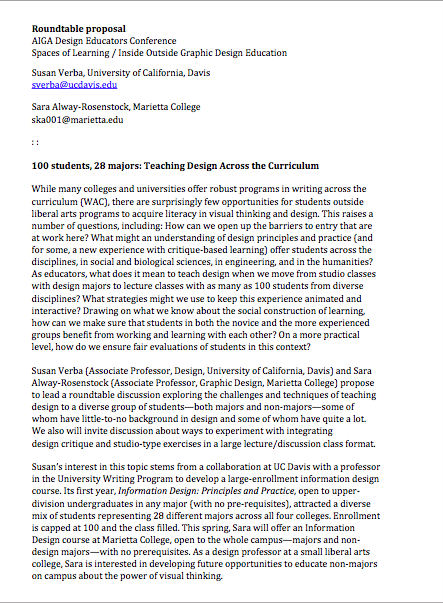 Roundtable proposal
AIGA Design Educators Conference
Spaces of Learning / Inside Outside Graphic Design Education
Susan Verba, University of California, Davis
sverba@ucdavis.edu
Sara Alway-Rosenstock, Marietta College
ska001@marietta.edu
: :
100 students, 28 majors: Teaching Design Across the Curriculum
While many colleges and universities offer robust programs in writing across the
curriculum (WAC), there are surprisingly few opportunities for students outside
liberal arts programs to acquire literacy in visual thinking and design. This raises a
number of questions, including: How can we open up the barriers to entry that are
at work here? What might an understanding of design principles and practice (and
for some, a new experience with critique-based learning) offer students across the
disciplines, in social and biological sciences, in engineering, and in the humanities?
As educators, what does it mean to teach design when we move from studio classes
with design majors to lecture classes with as many as 100 students from diverse
disciplines? What strategies might we use to keep this experience animated and
interactive? Drawing on what we know about the social construction of learning,
how can we make sure that students in both the novice and the more experienced
groups benefit from working and learning with each other? On a more practical
level, how do we ensure fair evaluations of students in this context?
Susan Verba (Associate Professor, Design, University of California, Davis) and Sara
Alway-Rosenstock (Associate Professor, Graphic Design, Marietta College) propose
to lead a roundtable discussion exploring the challenges and techniques of teaching
design to a diverse group of students—both majors and non-majors—some of
whom have little-to-no background in design and some of whom have quite a lot.
We also will invite discussion about ways to experiment with integrating
design critique and studio-type exercises in a large lecture/discussion class format.
Susan's interest in this topic stems from a collaboration at UC Davis with a professor
in the University Writing Program to develop a large-enrollment information design
course. Its first year, Information Design: Principles and Practice, open to upper-
division undergraduates in any major (with no pre-requisites), attracted a diverse
mix of students representing 28 different majors across all four colleges. Enrollment
is capped at 100 and the class filled. This spring, Sara will offer an Information
Design course at Marietta College, open to the whole campus—majors and non-
design majors—with no prerequisites. As a design professor at a small liberal arts
college, Sara is interested in developing future opportunities to educate non-majors
on campus about the power of visual thinking.